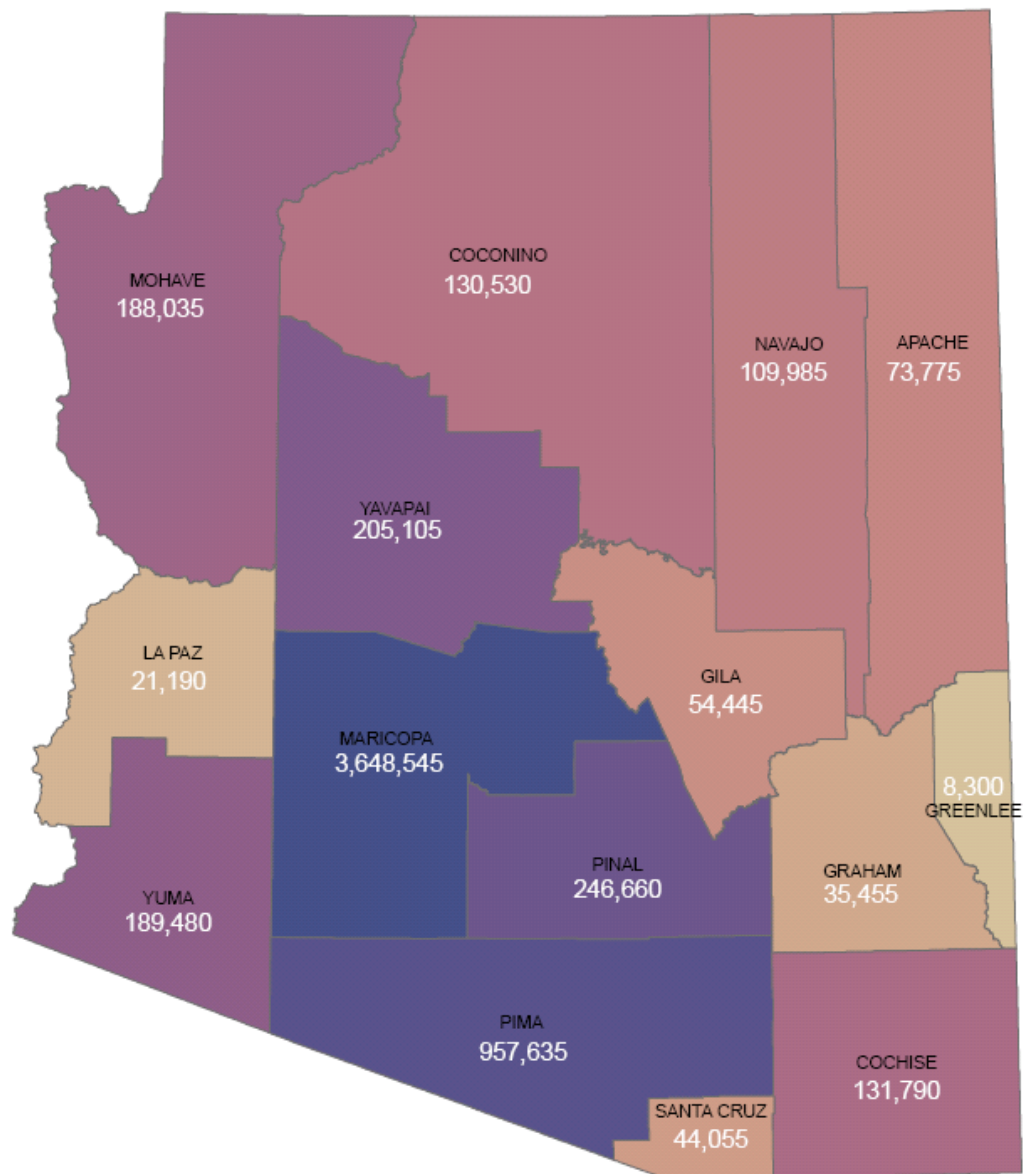 COCONINO
130,530
MOHAVE
188,035
NAVAJO
109,985
APACHE
73,775
YAVAPAI
205,105
LA PAZ
21,190
GILA
54,445
MARICOPA
3,648,545
8,300
GREENLEE
PINAL
246,660
GRAHAM
35,455
YUMA
189,480
PIMA
957,635
COCHISE
131,790
SANTA CRUZ
44,055